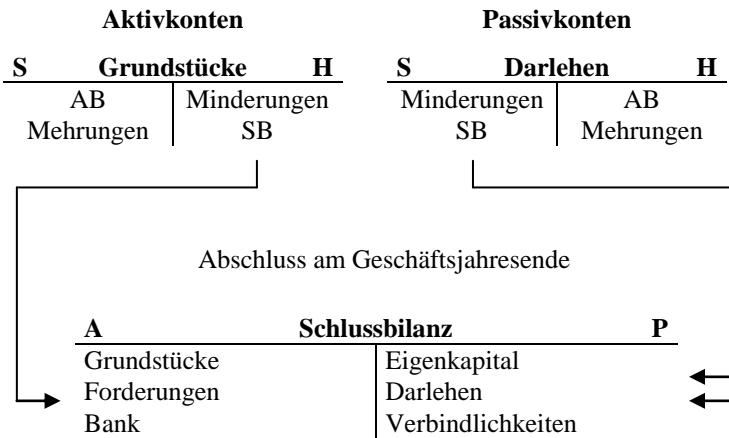 Aktivkonten Passivkonten
S Grundstücke H S Darlehen H
AB Minderungen Minderungen AB
Mehrungen SB SB Mehrungen
Abschluss am Geschäftsjahresende
A Schlussbilanz P
Grundstücke Eigenkapital
Forderungen Darlehen
Bank Verbindlichkeiten